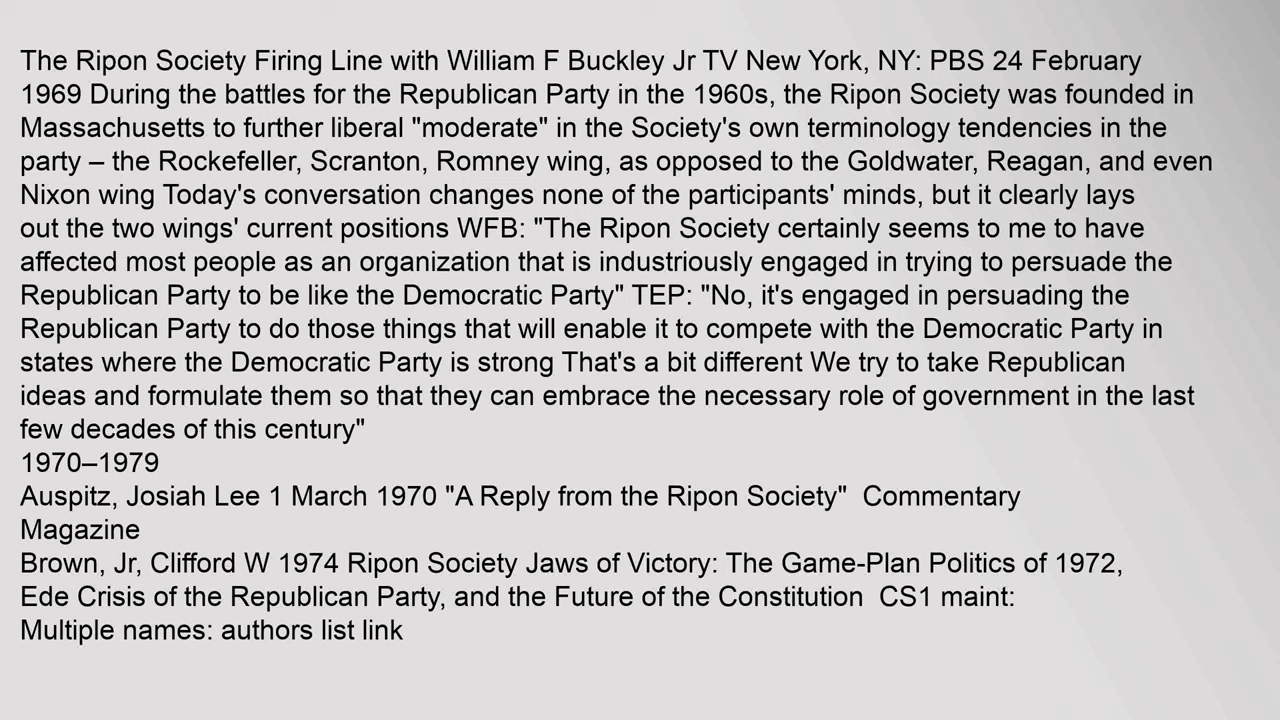 The Ripon Society Firing Line with William F Buckley Jr TV New York, NY: PBS 24 February
1969 During the battles for the Republican Party in the 1960s, the Ripon Society was founded in
Massachusetts to further liberal "moderate" in the Society's own terminology tendencies in the
party – the Rockefeller, Scranton, Romney wing, as opposed to the Goldwater, Reagan, and even
Nixon wing Today's conversation changes none of the participants' minds, but it clearly lays
out the two wings' current positions WFB: "The Ripon Society certainly seems to me to have
affected most people as an organization that is industriously engaged in trying to persuade the
Republican Party to be like the Democratic Party" TEP: "No, it's engaged in persuading the
Republican Party to do those things that will enable it to compete with the Democratic Party in
states where the Democratic Party is strong That's a bit different We try to take Republican
ideas and formulate them so that they can embrace the necessary role of government in the last
few decades of this century"
1970–1979
Auspitz, Josiah Lee 1 March 1970 "A Reply from the Ripon Society"  Commentary
Magazine
Brown, Jr, Clifford W 1974 Ripon Society Jaws of Victory: The Game-Plan Politics of 1972,
Ede Crisis of the Republican Party, and the Future of the Constitution  CS1 maint:
Multiple names: authors list link